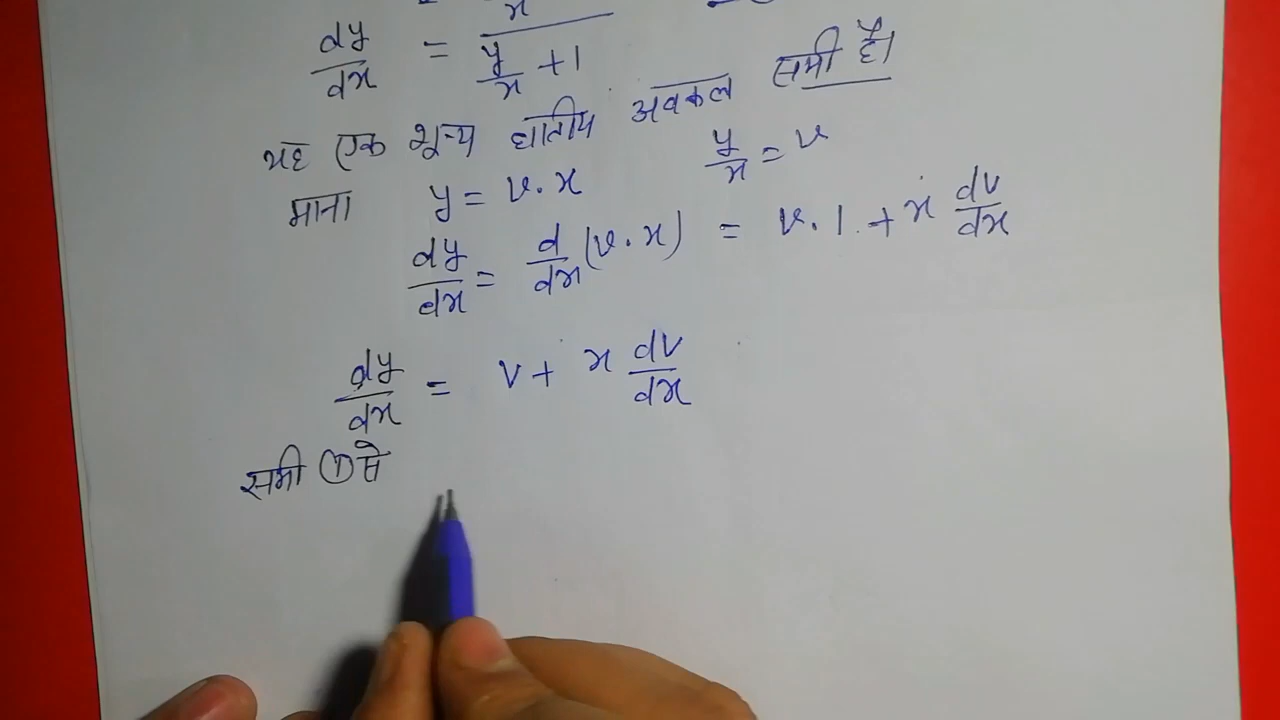 x
dy/dx = ———
y/x + 1
यह एक शून्य घातीय अवकल समी है।
माना y = v.x y/x = v
dy/dx = d/dx (v.x) = v.1. + x dv/dx
dy/dx = v + x dv/dx
समी ① से